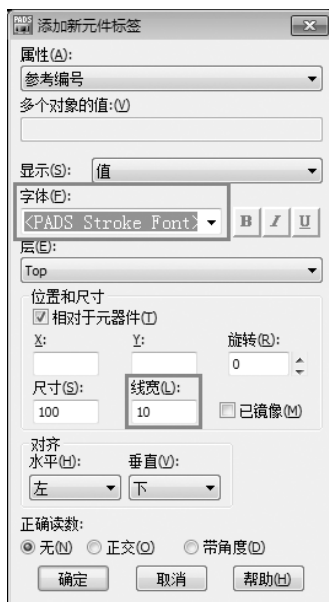 PADS 添加新元件标签
属性(A):
参考编号
多个对象的值:(V)
显示(S): 值
字体(F):
<PADS Stroke Font> B I U
层(E):
Top
位置和尺寸
相对于元器件(T)
X: Y: 旋转(R):
0
尺寸(S): 线宽(L):
100 10 已镜像(M)
对齐
水平(H): 垂直(V):
左 下
正确读数:
无(N) 正交(O) 带角度(D)
确定 取消 帮助(H)